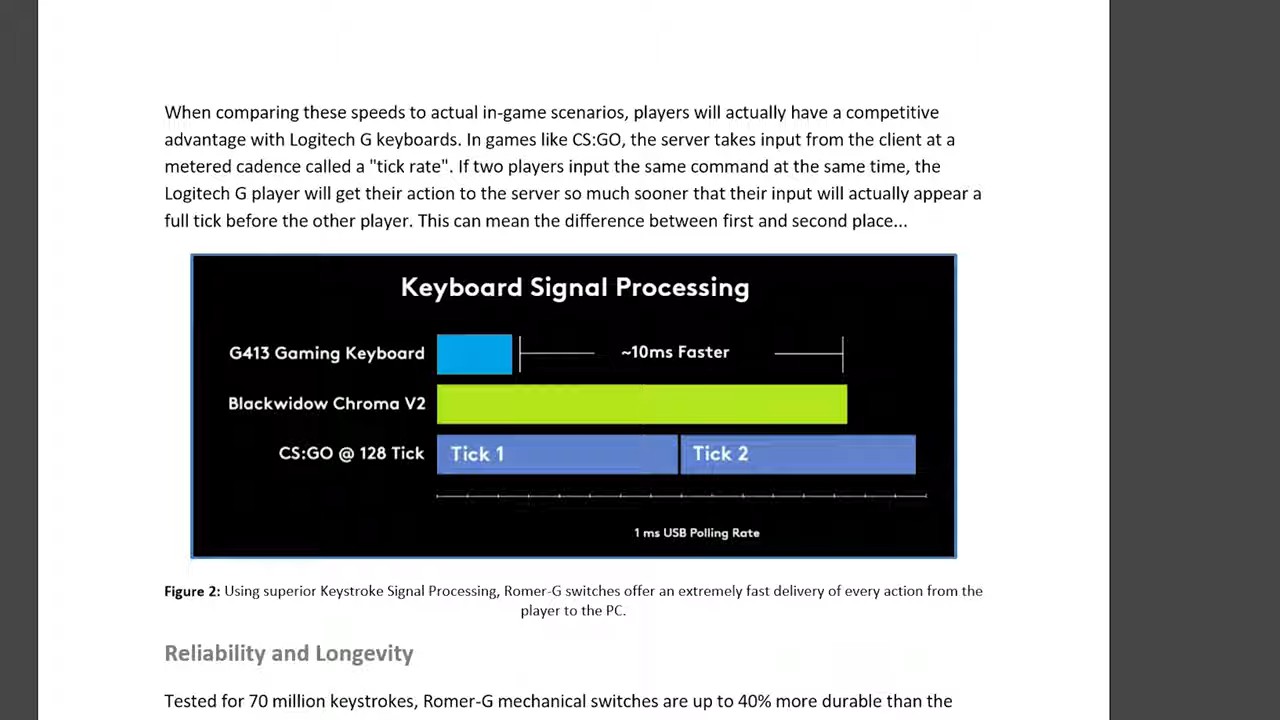 When comparing these speeds to actual in-game scenarios, players will actually have a competitive
advantage with Logitech G keyboards. In games like CS:GO, the server takes input from the client at a
metered cadence called a "tick rate". If two players input the same command at the same time, the
Logitech G player will get their action to the server so much sooner that their input will actually appear a
full tick before the other player. This can mean the difference between first and second place...
Keyboard Signal Processing
G413 Gaming Keyboard
~10ms Faster
Blackwidow Chroma V2
CS:GO @ 128 Tick
Tick 1
Tick 2
1 ms USB Polling Rate
Figure 2: Using superior Keystroke Signal Processing, Romer-G switches offer an extremely fast delivery of every action from the
player to the PC.
Reliability and Longevity
Tested for 70 million keystrokes, Romer-G mechanical switches are up to 40% more durable than the